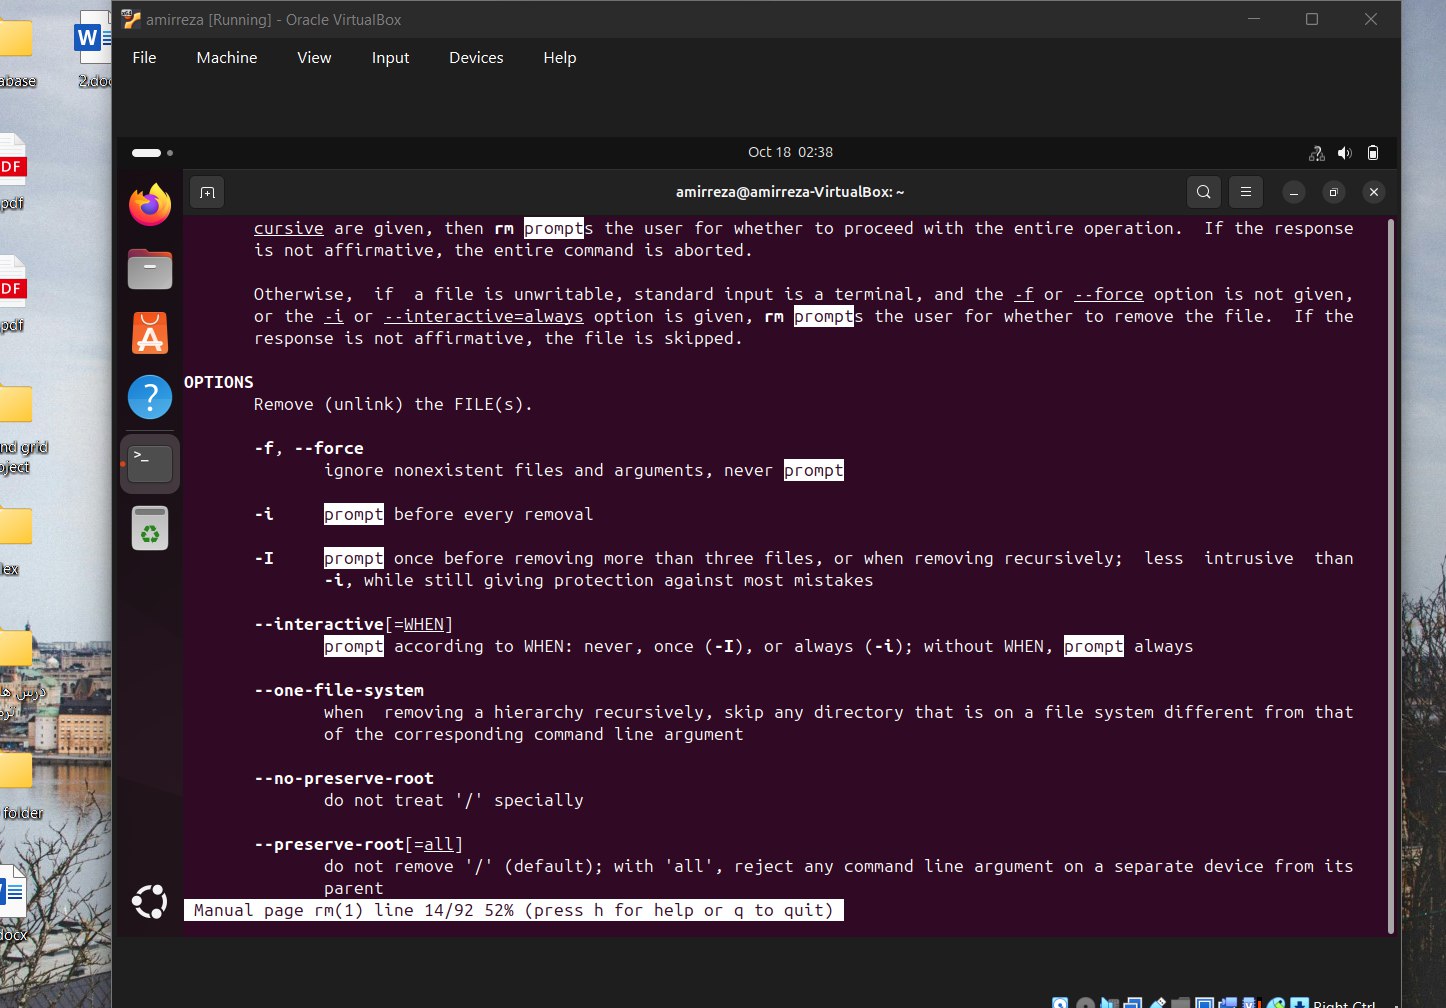 amirreza [Running] - Oracle VirtualBox
File Machine View Input Devices Help
Oct 18 02:38
amirreza@amirreza-VirtualBox: ~
cursive are given, then rm prompts the user for whether to proceed with the entire operation. If the response
is not affirmative, the entire command is aborted.
Otherwise, if a file is unwritable, standard input is a terminal, and the -f or --force option is not given,
or the -i or --interactive=always option is given, rm prompts the user for whether to remove the file. If the
response is not affirmative, the file is skipped.
OPTIONS
Remove (unlink) the FILE(s).
-f, --force
ignore nonexistent files and arguments, never prompt
-i prompt before every removal
-I prompt once before removing more than three files, or when removing recursively; less intrusive than
-i, while still giving protection against most mistakes
--interactive[=WHEN]
prompt according to WHEN: never, once (-I), or always (-i); without WHEN, prompt always
--one-file-system
when removing a hierarchy recursively, skip any directory that is on a file system different from that
of the corresponding command line argument
--no-preserve-root
do not treat '/' specially
--preserve-root[=all]
do not remove '/' (default); with 'all', reject any command line argument on a separate device from its
parent
Manual page rm(1) line 14/92 52% (press h for help or q to quit)
Right Ctrl
abase
2.doc
W
DF
pdf
DF
pdf
nd grid
oject
ex
درس ها
folder
docx